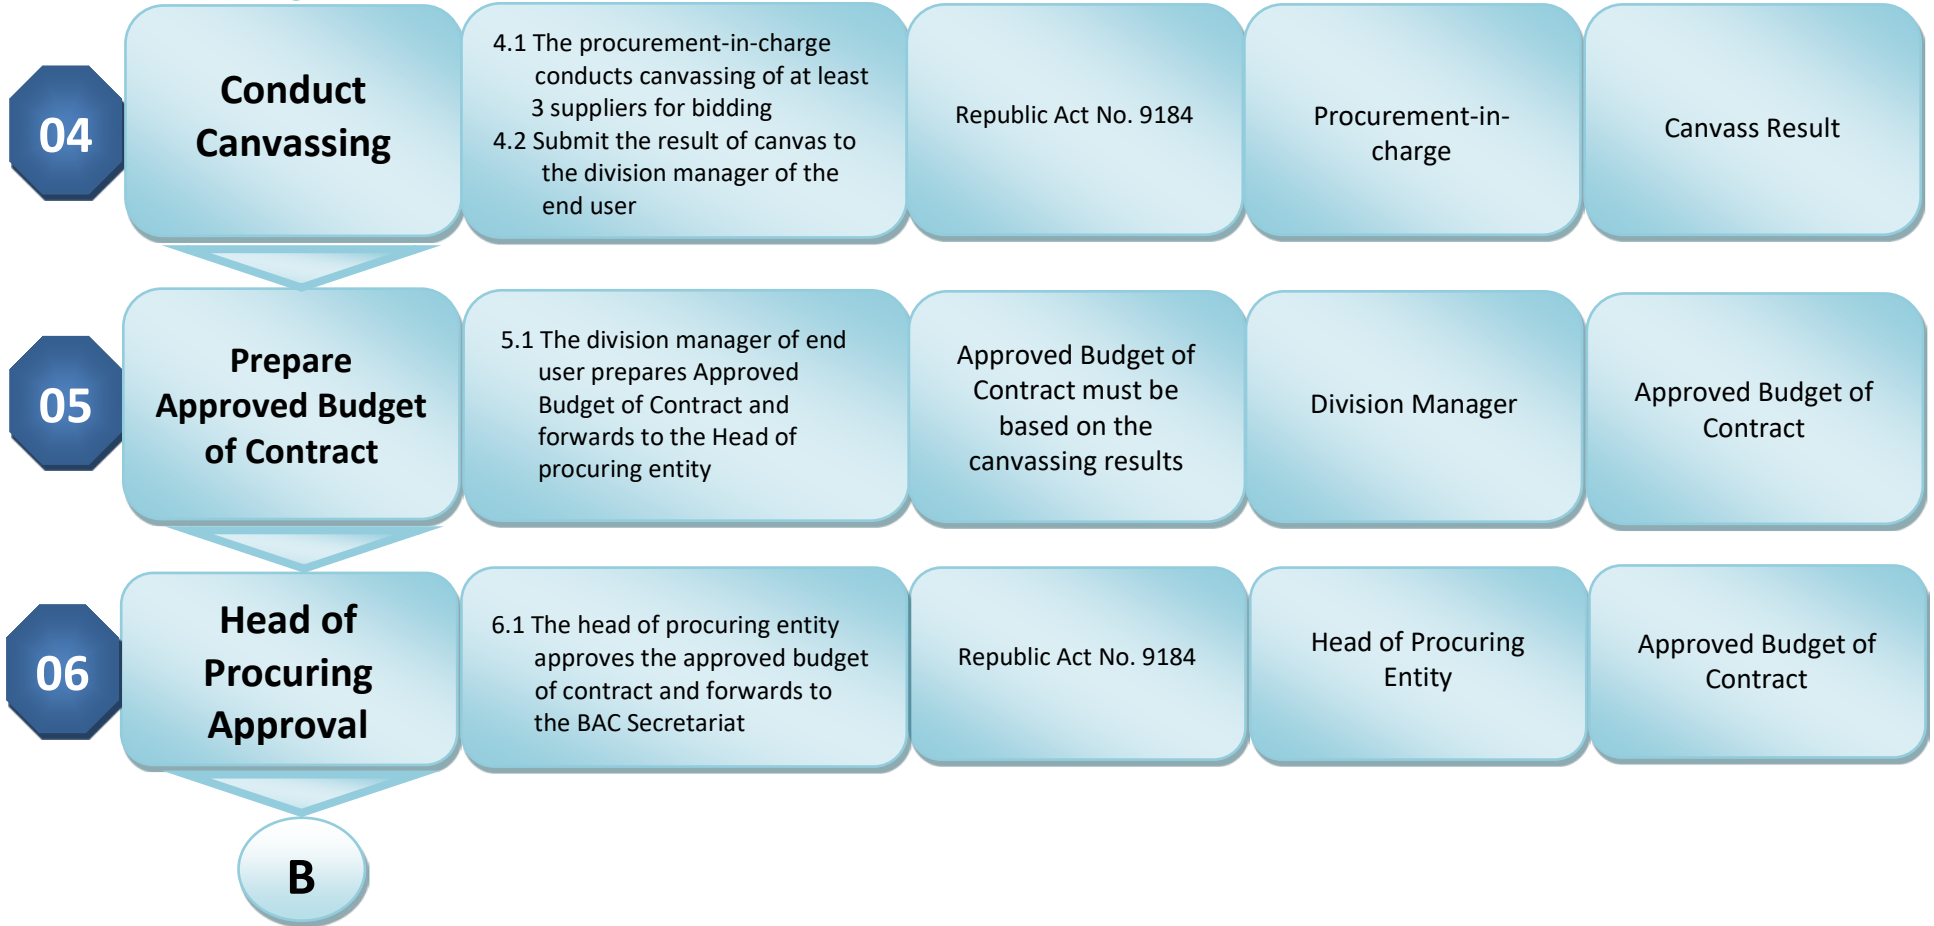 04
Conduct
Canvassing
4.1 The procurement-in-charge
conducts canvassing of at least
3 suppliers for bidding
4.2 Submit the result of canvas to
the division manager of the
end user
Republic Act No. 9184
Procurement-in-
charge
Canvass Result
05
Prepare
Approved Budget
of Contract
5.1 The division manager of end
user prepares Approved
Budget of Contract and
forwards to the Head of
procuring entity
Approved Budget of
Contract must be
based on the
canvassing results
Division Manager
Approved Budget of
Contract
06
Head of
Procuring
Approval
6.1 The head of procuring entity
approves the approved budget
of contract and forwards to
the BAC Secretariat
Republic Act No. 9184
Head of Procuring
Entity
Approved Budget of
Contract
B